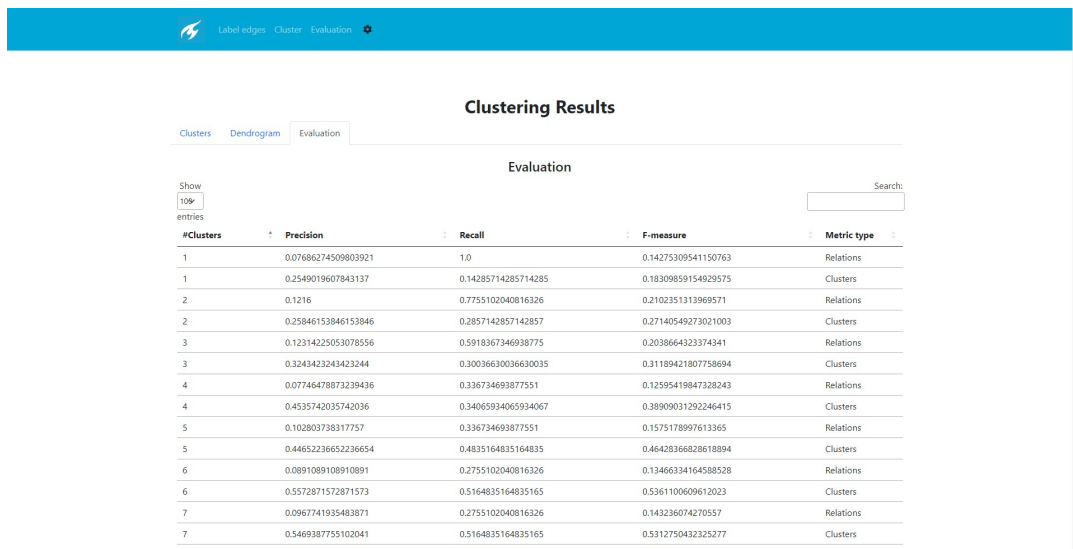 Label edges Cluster Evaluation
Clustering Results
Clusters Dendrogram Evaluation
Evaluation
Show
Search:
entries
#Clusters Precision Recall F-measure Metric type
1 0.07686274509803921 1.0 0.14275309541150763 Relations
1 0.2549019607843137 0.14285714285714285 0.18309859154929575 Clusters
2 0.1216 0.7755102040816326 0.2102351313969571 Relations
2 0.25846153846153846 0.2857142857142857 0.27140549273021003 Clusters
3 0.12314225053078556 0.5918367346938775 0.2038664323374341 Relations
3 0.3243423243423244 0.30036630036630035 0.31189421807758694 Clusters
4 0.07746478873239436 0.336734693877551 0.12595419847328243 Relations
4 0.4535742035742036 0.34065934065934067 0.38909031292246415 Clusters
5 0.102803738317757 0.336734693877551 0.1575178997613365 Relations
5 0.44652236652236654 0.4835164835164835 0.46428366828618894 Clusters
6 0.0891089108910891 0.2755102040816326 0.13466334164588528 Relations
6 0.5572871572871573 0.5164835164835165 0.5361100609612023 Clusters
7 0.0967741935483871 0.2755102040816326 0.143236074270557 Relations
7 0.5469387755102041 0.5164835164835165 0.5312750432325277 Clusters